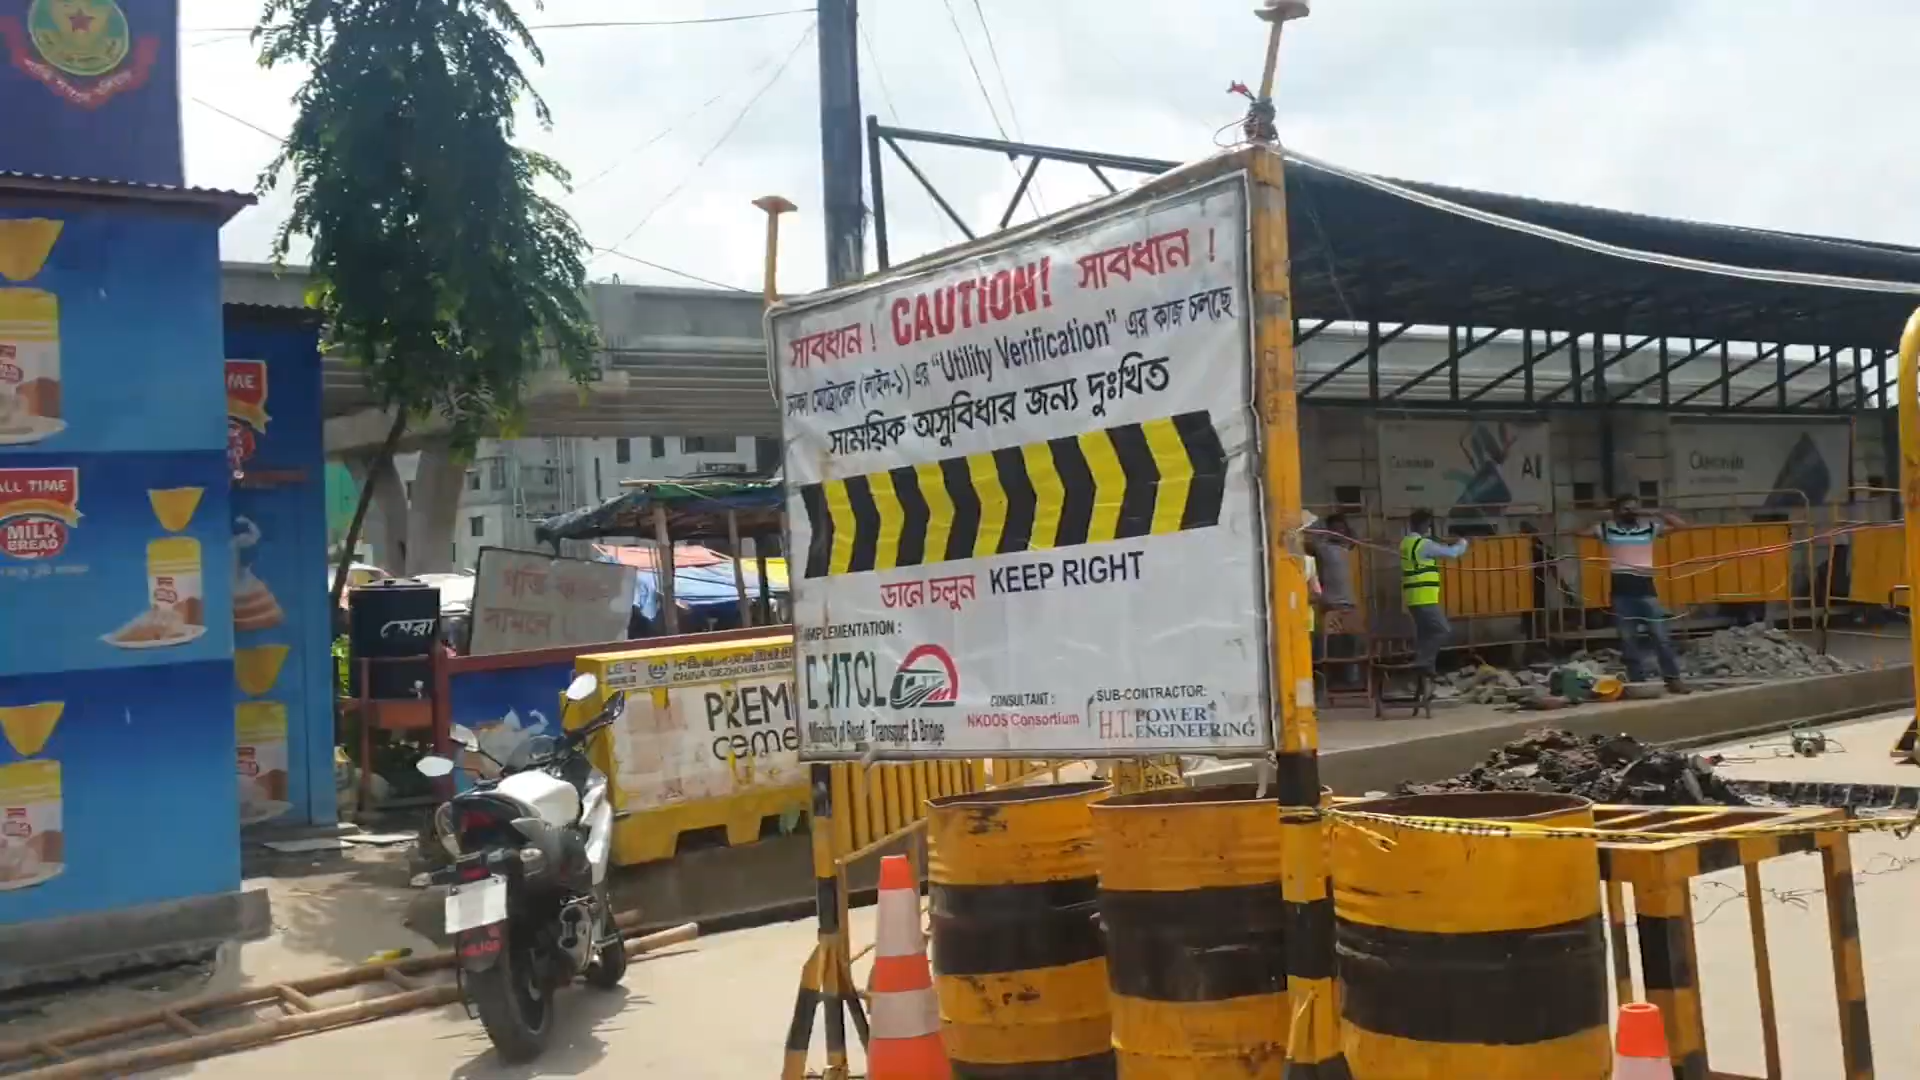 সাবধান ! CAUTION! সাবধান !
ঢাকা মেট্রোরেল (লাইন-১) এর "Utility Verification" এর কাজ চলছে
সাময়িক অসুবিধার জন্য দুঃখিত
ডানে চলুন KEEP RIGHT
IMPLEMENTATION :
DMTCL
Ministry of Road Transport & Bridge
CONSULTANT :
NKDOS Consortium
SUB-CONTRACTOR:
H.T. POWER ENGINEERING
ALL TIME
MILK
BREAD
CHINA GEZHOUBA
PREMI
ceme
সেরা
AI